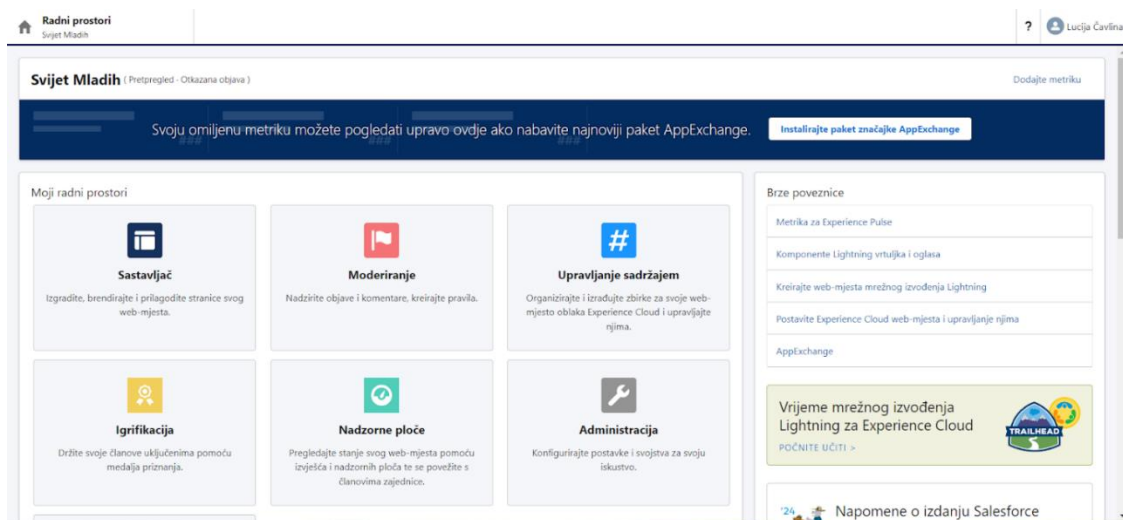 Radni prostori
Svijet Mladih
?
Lucija Čavlina
Svijet Mladih ( Pretpregled - Otkazana objava )
Dodajte metriku
Svoju omiljenu metriku možete pogledati upravo ovdje ako nabavite najnoviji paket AppExchange.
Instalirajte paket značajke AppExchange
###
###
###
Moji radni prostori
Sastavljač
Izgradite, brendirajte i prilagodite stranice svog
web-mjesta.
Moderiranje
Nadzirite objave i komentare, kreirajte pravila.
#
Upravljanje sadržajem
Organizirajte i izrađujte zbirke za svoje web-
mjesto oblaka Experience Cloud i upravljajte
njima.
Igrifikacija
Držite svoje članove uključenima pomoću
medalja priznanja.
Nadzorne ploče
Pregledajte stanje svog web-mjesta pomoću
izvješća i nadzornih ploča te se povežite s
članovima zajednice.
Administracija
Konfigurirajte postavke i svojstva za svoju
iskustvo.
Brze poveznice
Metrika za Experience Pulse
Komponente Lightning vrtuljka i oglasa
Kreirajte web-mjesta mrežnog izvođenja Lightning
Postavite Experience Cloud web-mjesta i upravljanje njima
AppExchange
Vrijeme mrežnog izvođenja
Lightning za Experience Cloud
POČNITE UČITI >
TRAILHEAD
'24
Napomene o izdanju Salesforce